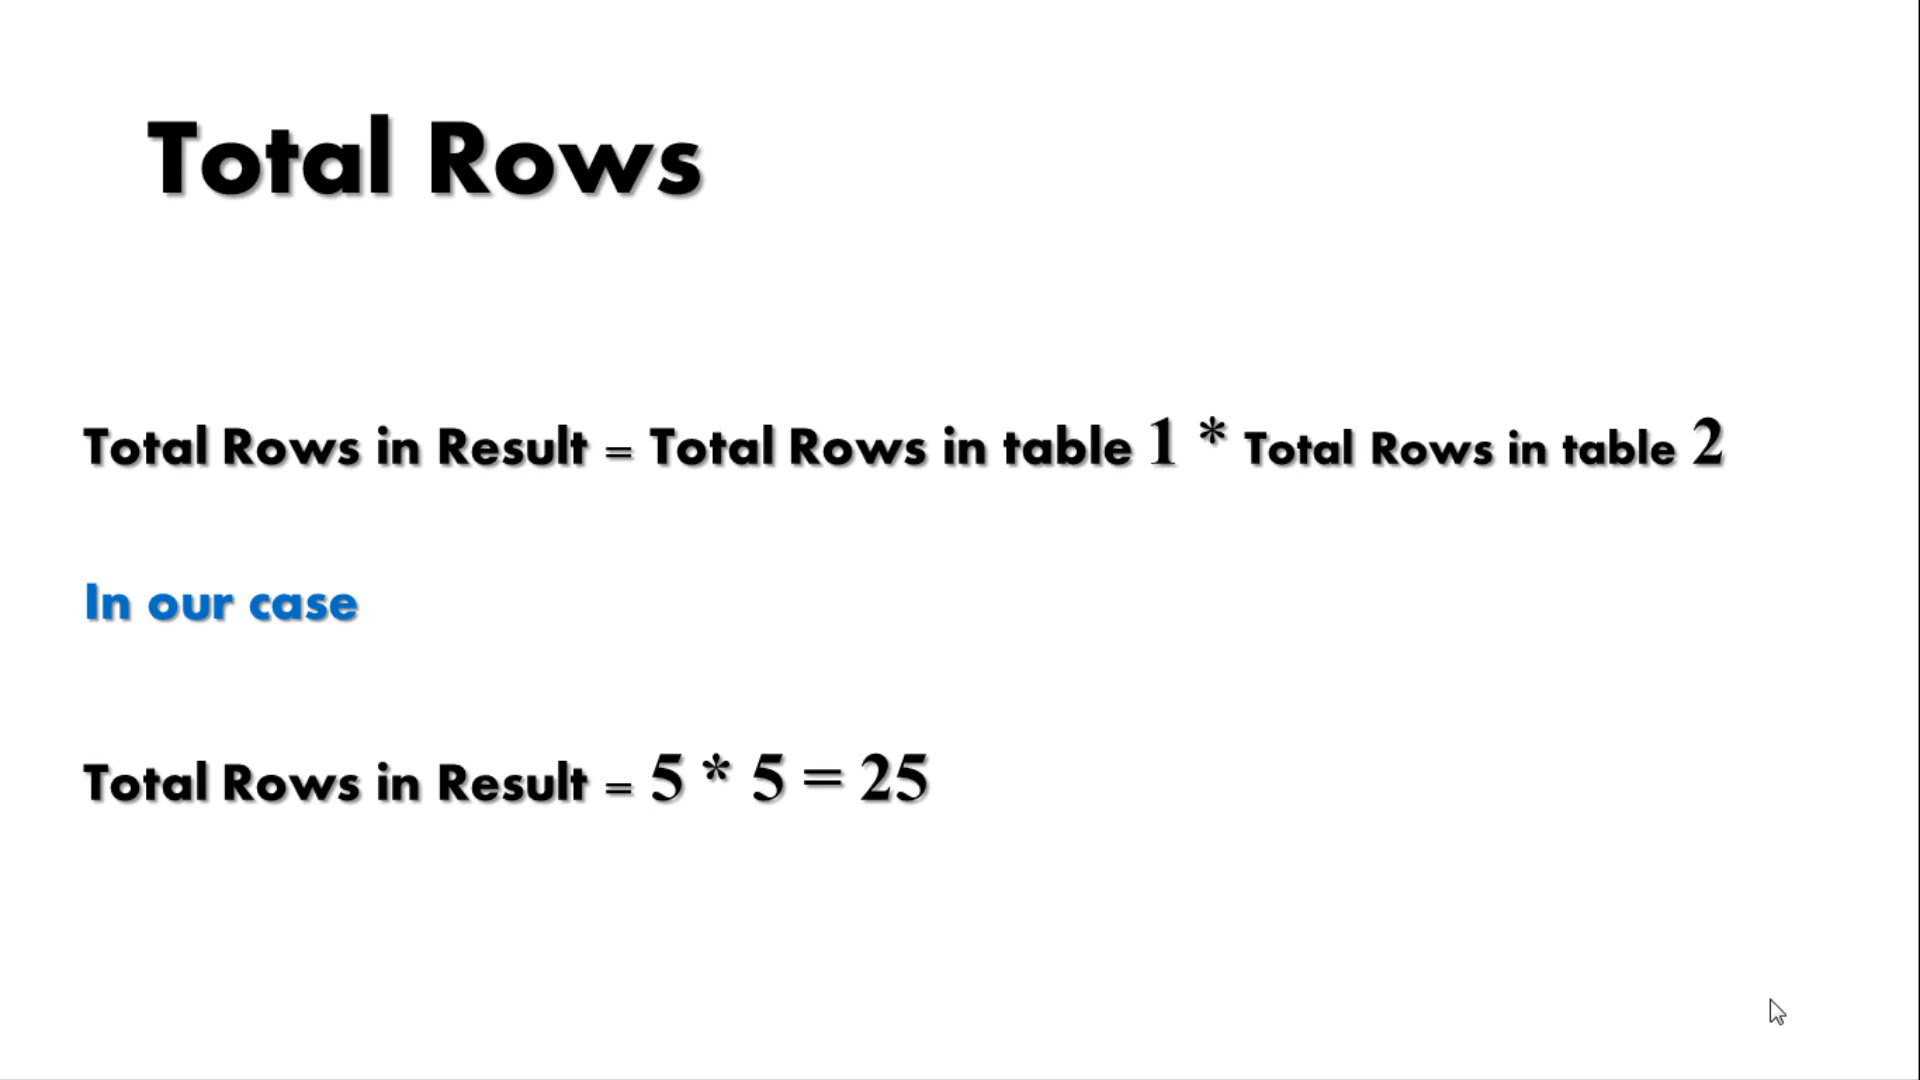 Total Rows
Total Rows in Result = Total Rows in table 1 * Total Rows in table 2
In our case
Total Rows in Result = 5 * 5 = 25